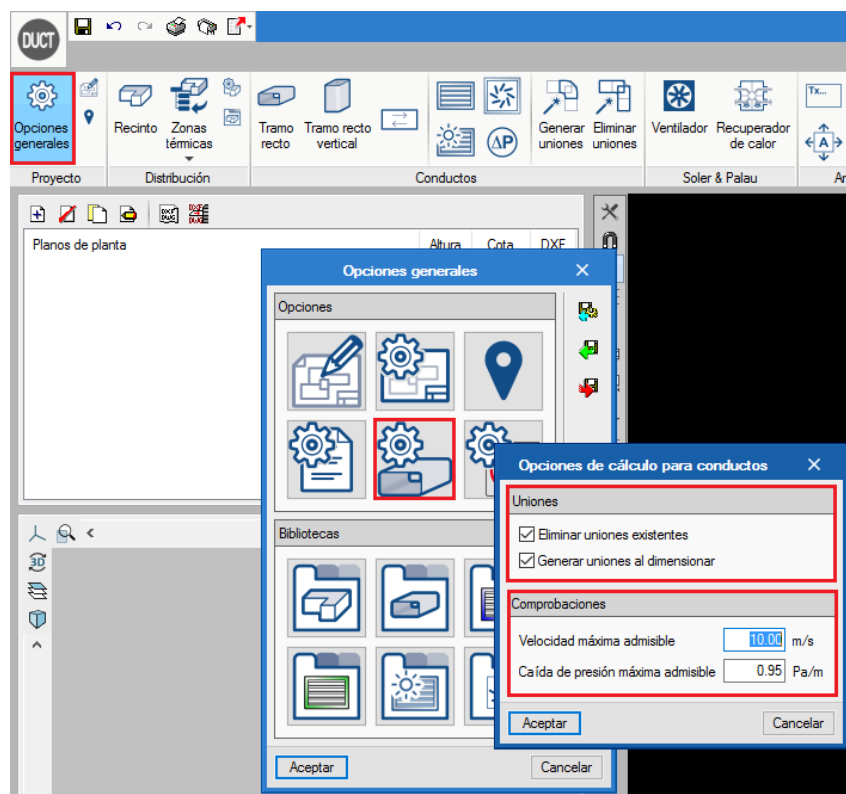 DUCT
Opciones
generales
Recinto
Zonas
térmicas
Tramo
recto
Tramo recto
vertical
ΔP
Generar
uniones
Eliminar
uniones
Ventilador
Recuperador
de calor
Tx...
A
Proyecto
Distribución
Conductos
Soler & Palau
Planos de planta
Altura
Cota
DXF
Opciones generales
Opciones
Bibliotecas
Aceptar
Cancelar
Opciones de cálculo para conductos
Uniones
Eliminar uniones existentes
Generar uniones al dimensionar
Comprobaciones
Velocidad máxima admisible 10.00 m/s
Caída de presión máxima admisible 0.95 Pa/m
Aceptar
Cancelar
3D